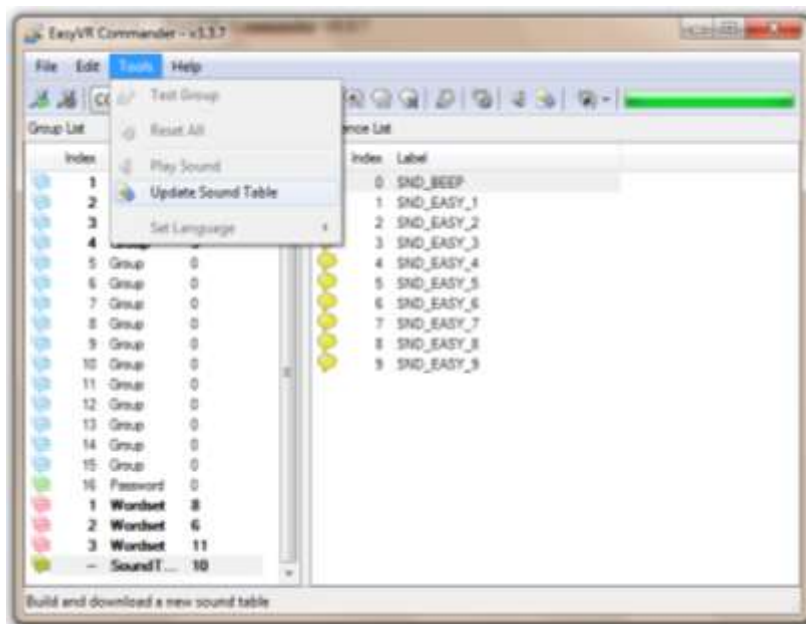 EasyVR Commander - v3.3.7
File Edit Tools Help
Test Group
Reset All
Play Sound
Update Sound Table
Set Language
Group List
Index
1
2
3
4
5 Group 0
6 Group 0
7 Group 0
8 Group 0
9 Group 0
10 Group 0
11 Group 0
12 Group 0
13 Group 0
14 Group 0
15 Group 0
16 Password 0
1 Wordset 8
2 Wordset 6
3 Wordset 11
-- SoundT... 10
Index Label
0 SND_BEEP
1 SND_EASY_1
2 SND_EASY_2
3 SND_EASY_3
4 SND_EASY_4
5 SND_EASY_5
6 SND_EASY_6
7 SND_EASY_7
8 SND_EASY_8
9 SND_EASY_9
Build and download a new sound table